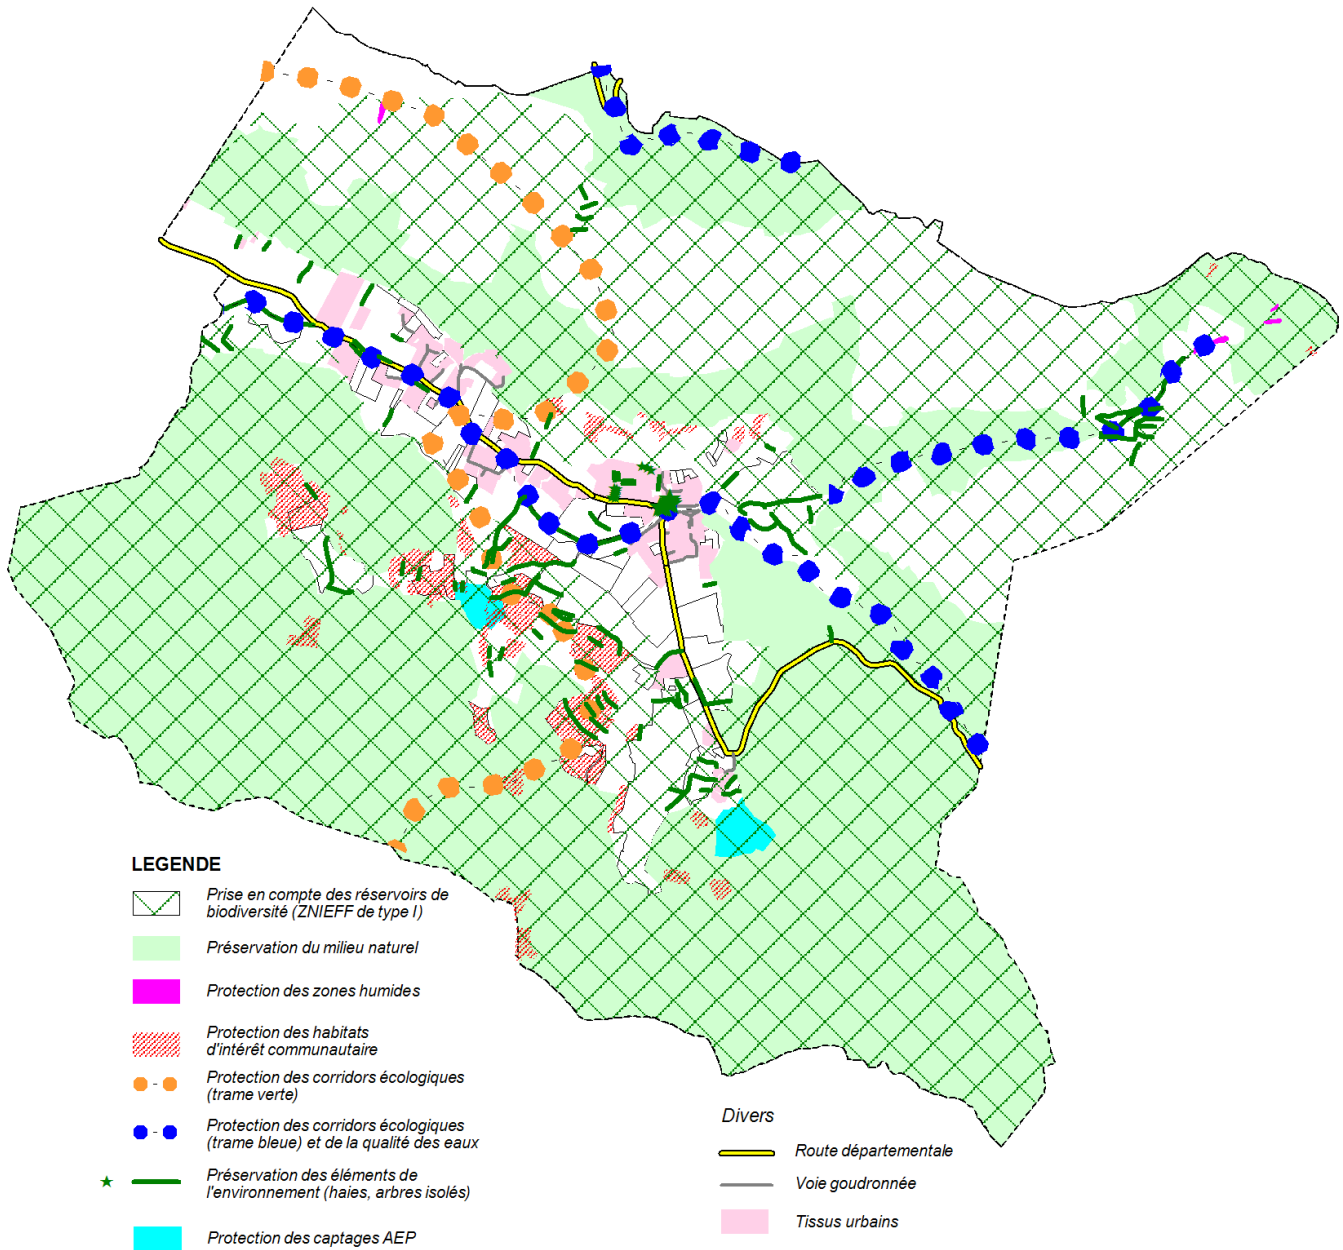 LEGENDE
Prise en compte des réservoirs de
biodiversité (ZNIEFF de type I)
Préservation du milieu naturel
Protection des zones humides
Protection des habitats
d'intérêt communautaire
Protection des corridors écologiques
(trame verte)
Protection des corridors écologiques
(trame bleue) et de la qualité des eaux
Préservation des éléments de
l'environnement (haies, arbres isolés)
Protection des captages AEP
Divers
Route départementale
Voie goudronnée
Tissus urbains